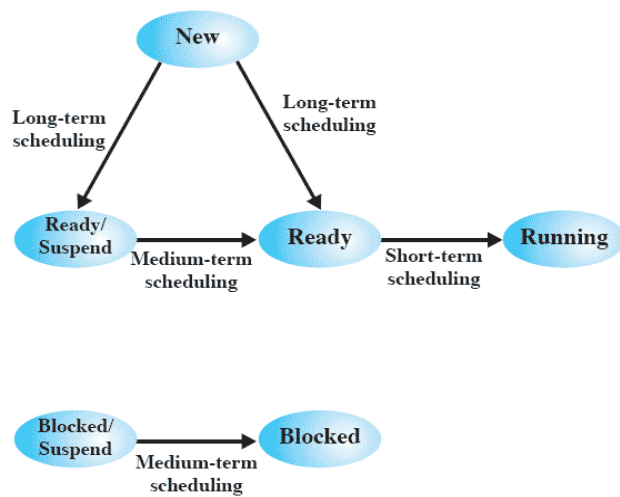 New
Long-term
scheduling
Long-term
scheduling
Ready/
Suspend
Medium-term
scheduling
Ready
Short-term
scheduling
Running
Blocked/
Suspend
Medium-term
scheduling
Blocked